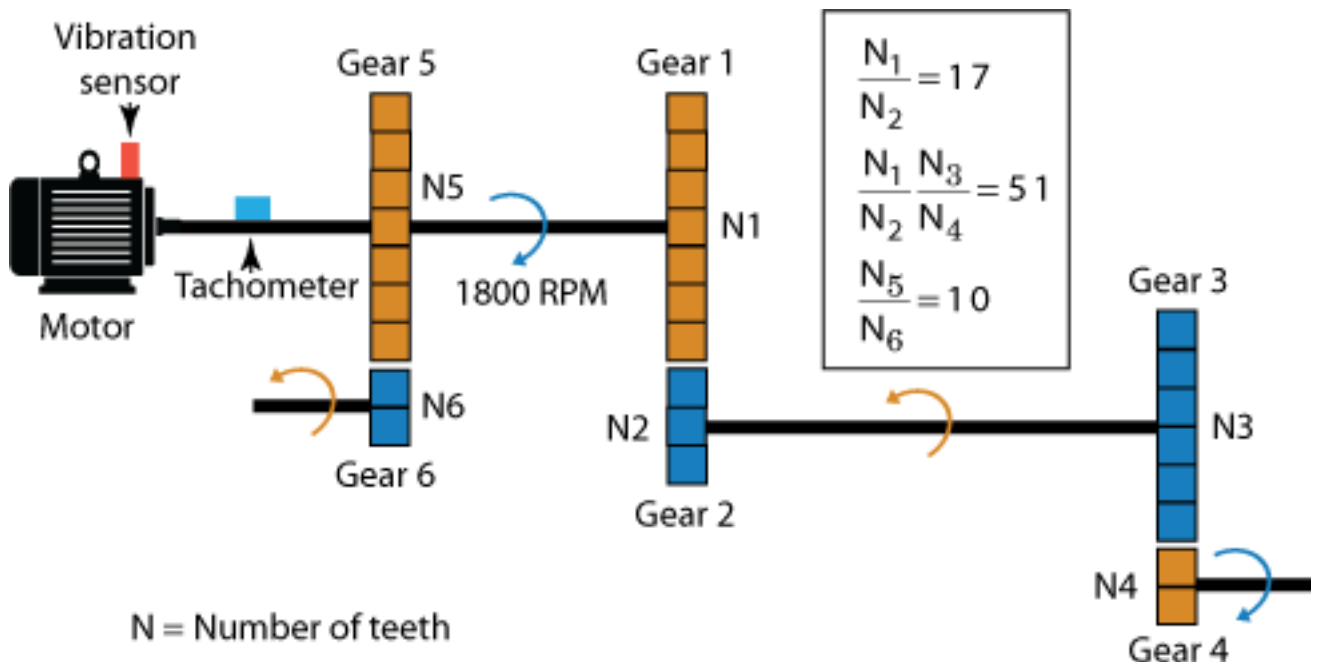 Vibration
sensor
Gear 5
Gear 1
N₁/N₂ = 17
N₁/N₂ N₃/N₄ = 51
N₅/N₆ = 10
N5
N1
Tachometer
1800 RPM
Motor
Gear 3
N6
N2
N3
Gear 6
Gear 2
N4
N = Number of teeth
Gear 4